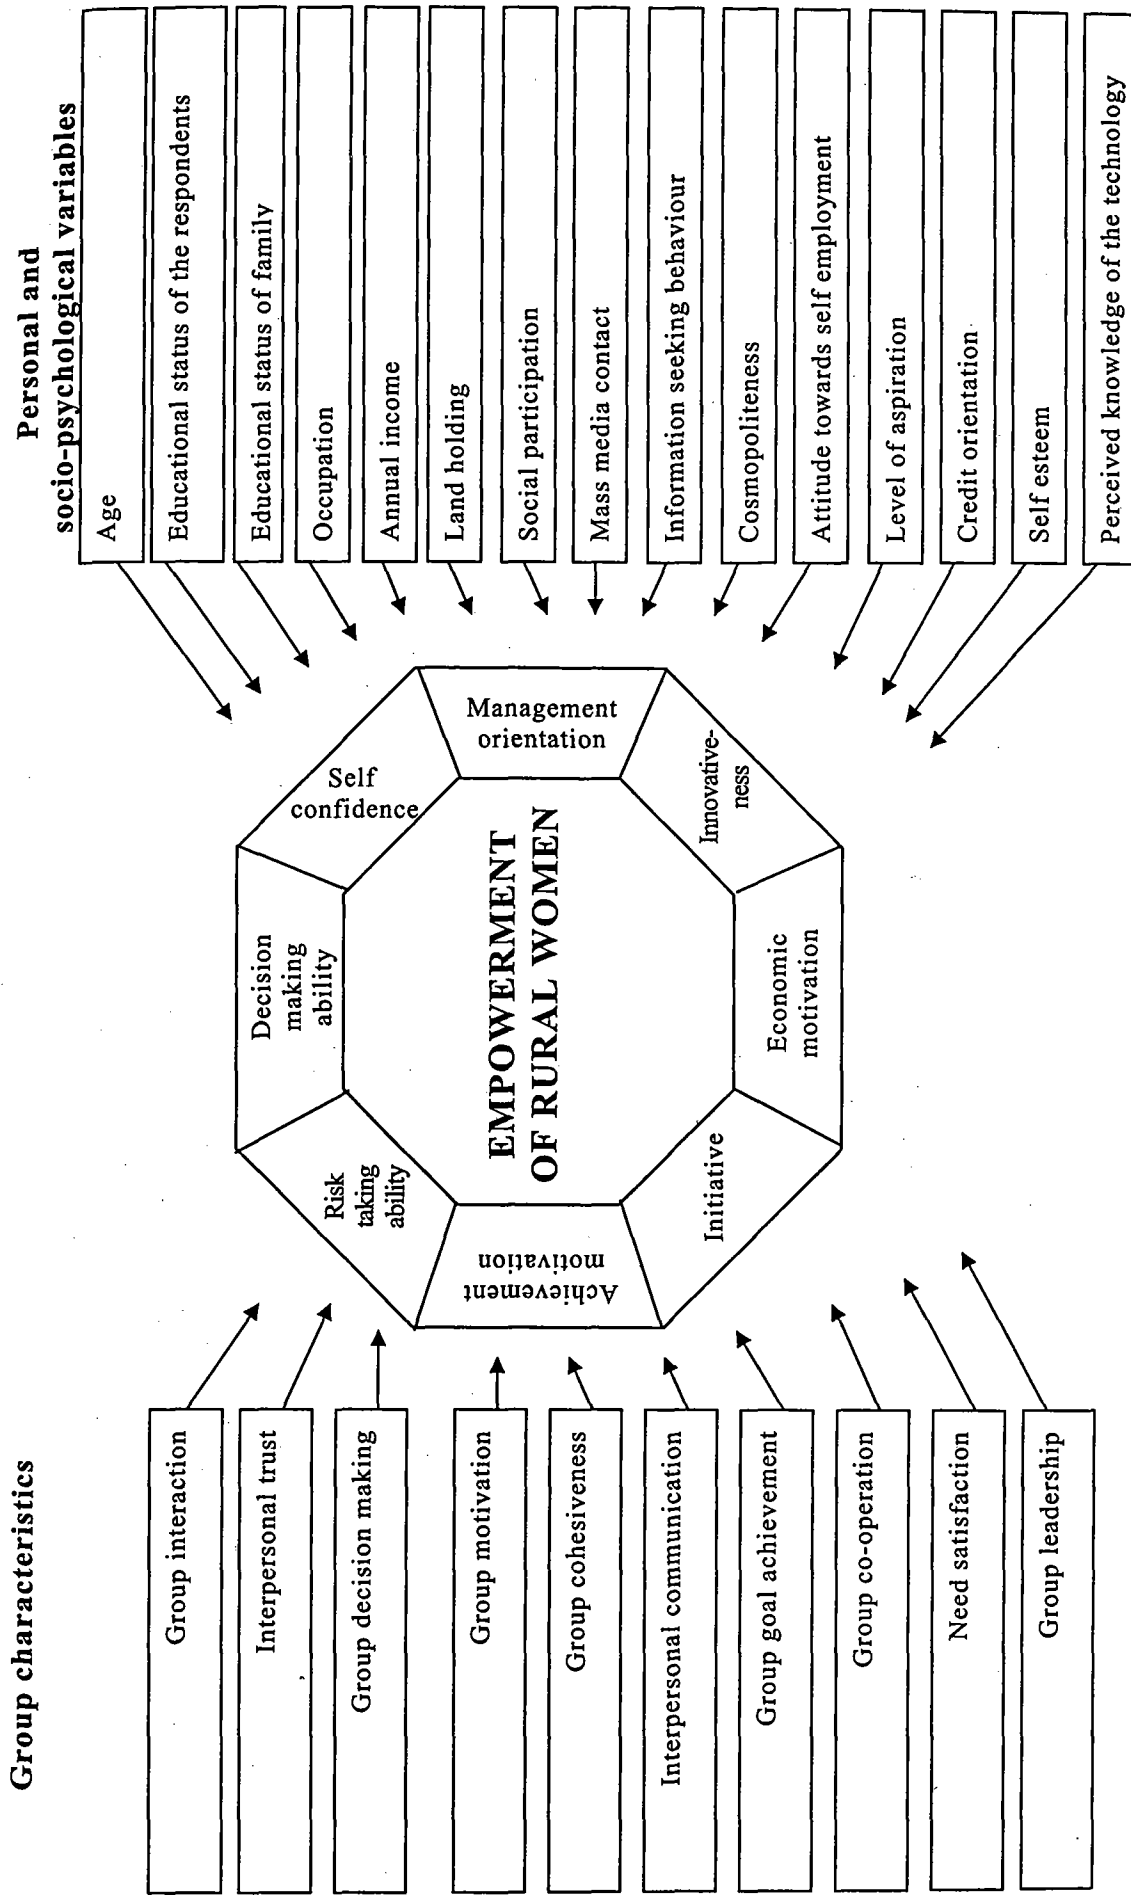 Group characteristics
Group interaction
Interpersonal trust
Group decision making
Group motivation
Group cohesiveness
Interpersonal communication
Group goal achievement
Group co-operation
Need satisfaction
Group leadership
EMPOWERMENT
OF RURAL WOMEN
Decision
making
ability
Self
confidence
Management
orientation
Innovative-
ness
Economic
motivation
Initiative
Achievement
motivation
Risk
taking
ability
Personal and
socio-psychological variables
Age
Educational status of the respondents
Educational status of family
Occupation
Annual income
Land holding
Social participation
Mass media contact
Information seeking behaviour
Cosmopoliteness
Attitude towards self employment
Level of aspiration
Credit orientation
Self esteem
Perceived knowledge of the technology